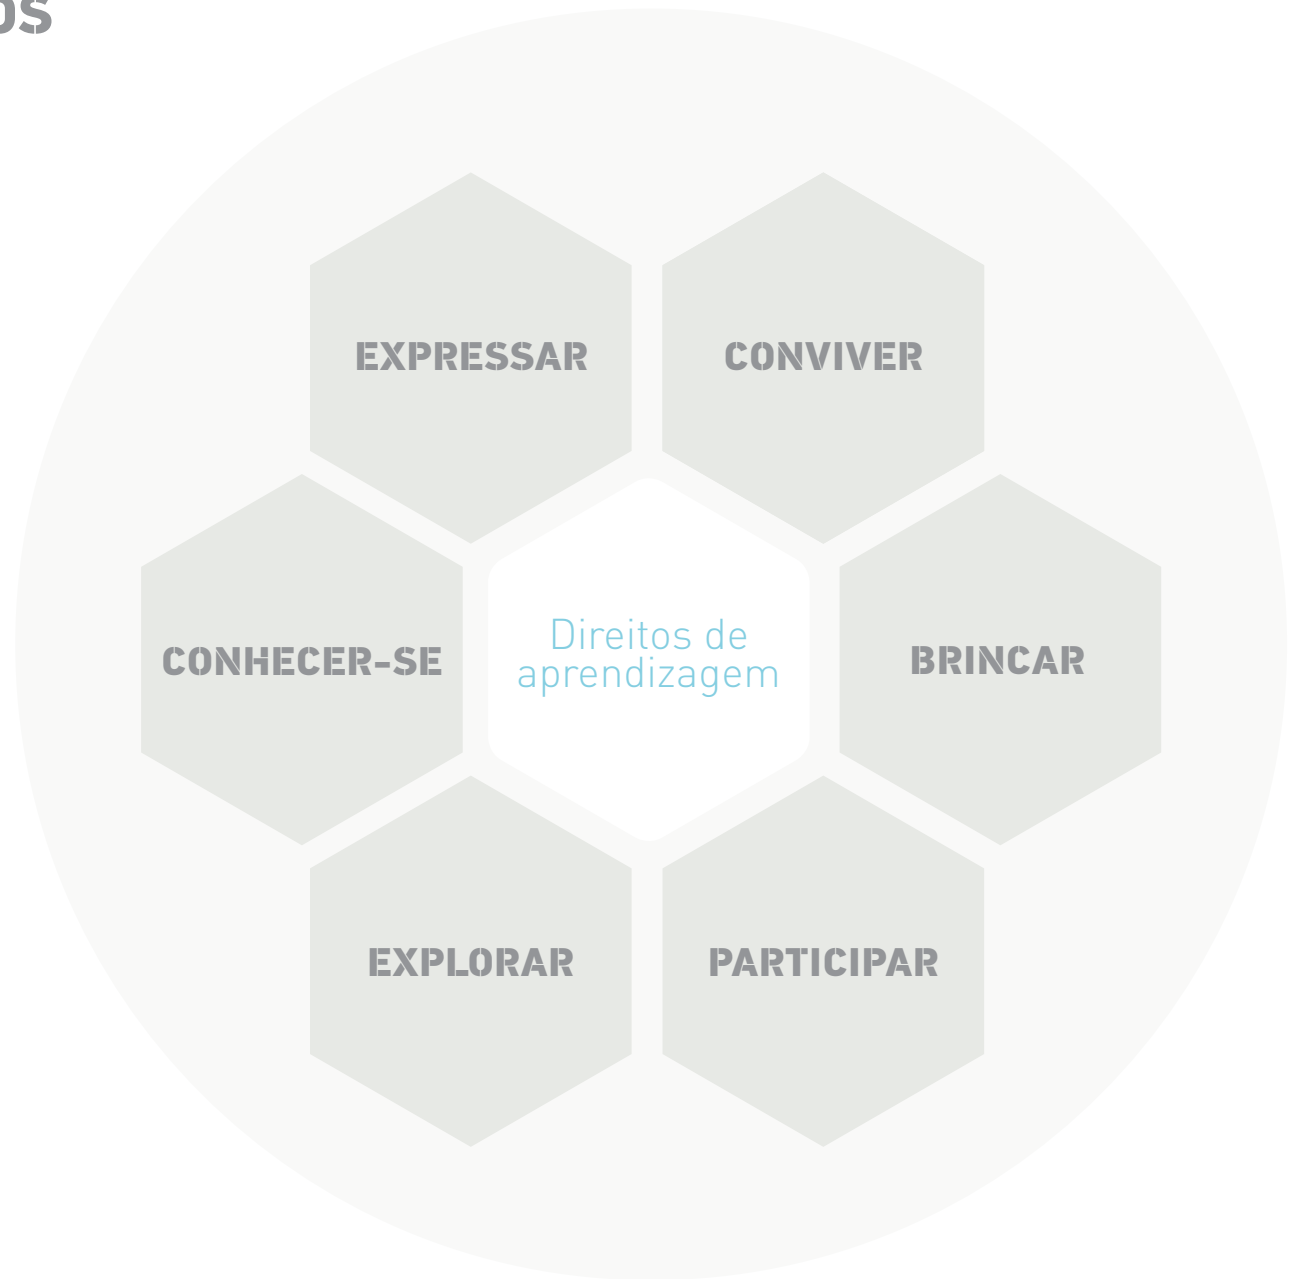 OS
EXPRESSAR
CONVIVER
CONHECER-SE
Direitos de
aprendizagem
BRINCAR
EXPLORAR
PARTICIPAR